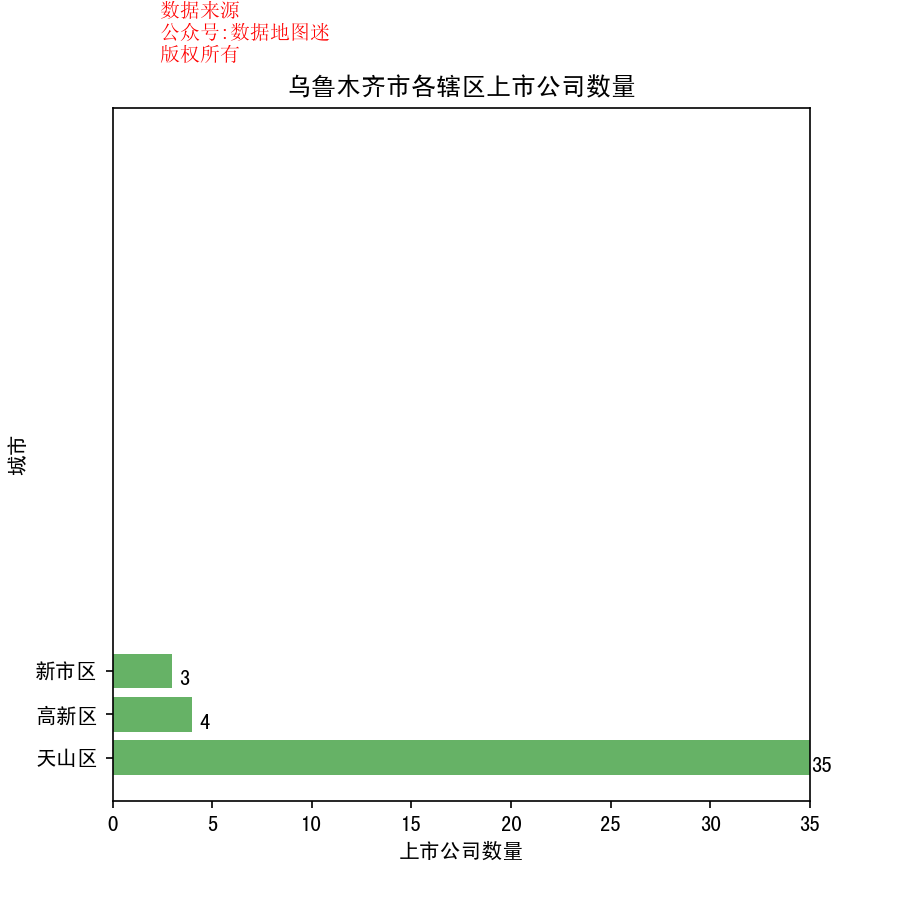 数据来源
公众号:数据地图迷
版权所有
乌鲁木齐市各辖区上市公司数量
城市
新市区
3
高新区
4
天山区
35
0 5 10 15 20 25 30 35
上市公司数量